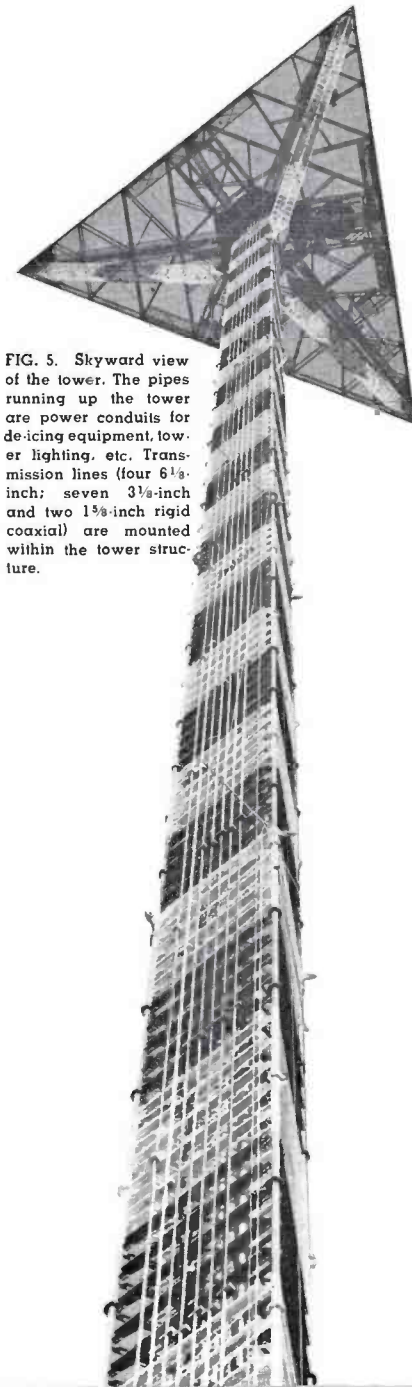 FIG. 5. Skyward view
of the tower. The pipes
running up the tower
are power conduits for
de-icing equipment, tow-
er lighting, etc. Trans-
mission lines (four 6⅛-
inch; seven 3⅛-inch
and two 1⅝-inch rigid
coaxial) are mounted
within the tower struc-
ture.